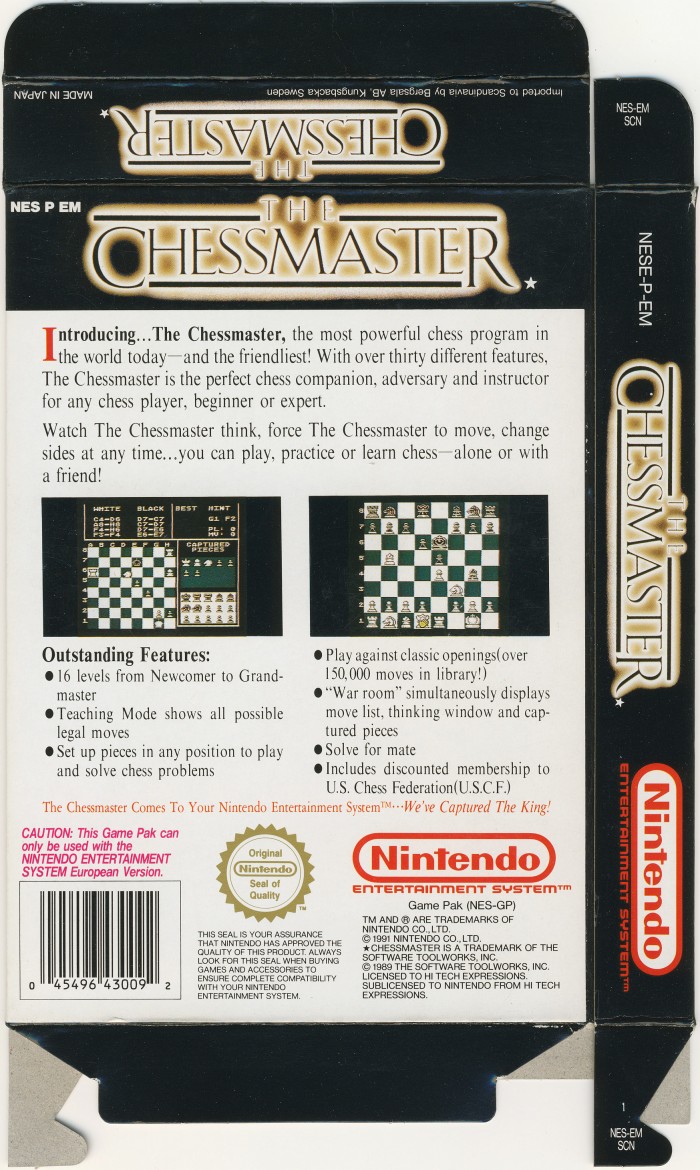 MADE IN JAPAN
Imported to Scandinavia by Bergsala AB, Kungsbacka Sweden
THE
CHESSMASTER
★
NES P EM
THE
CHESSMASTER
★
Introducing...The Chessmaster, the most powerful chess program in
the world today—and the friendliest! With over thirty different features,
The Chessmaster is the perfect chess companion, adversary and instructor
for any chess player, beginner or expert.
Watch The Chessmaster think, force The Chessmaster to move, change
sides at any time...you can play, practice or learn chess—alone or with
a friend!
WHITE BLACK BEST HINT
CAPTURED
PIECES
Outstanding Features:
●16 levels from Newcomer to Grand-
master
●Teaching Mode shows all possible
legal moves
●Set up pieces in any position to play
and solve chess problems
●Play against classic openings(over
150,000 moves in library!)
●“War room” simultaneously displays
move list, thinking window and cap-
tured pieces
●Solve for mate
●Includes discounted membership to
U.S. Chess Federation(U.S.C.F.)
The Chessmaster Comes To Your Nintendo Entertainment System™...We've Captured The King!
CAUTION: This Game Pak can
only be used with the
NINTENDO ENTERTAINMENT
SYSTEM European Version.
0 45496 43009 2
Original
Nintendo
Seal of
Quality
™
THIS SEAL IS YOUR ASSURANCE
THAT NINTENDO HAS APPROVED THE
QUALITY OF THIS PRODUCT. ALWAYS
LOOK FOR THIS SEAL WHEN BUYING
GAMES AND ACCESSORIES TO
ENSURE COMPLETE COMPATIBILITY
WITH YOUR NINTENDO
ENTERTAINMENT SYSTEM.
Nintendo
ENTERTAINMENT SYSTEM™
Game Pak (NES-GP)
TM AND ® ARE TRADEMARKS OF
NINTENDO CO., LTD.
© 1991 NINTENDO CO., LTD.
★CHESSMASTER IS A TRADEMARK OF THE
SOFTWARE TOOLWORKS, INC.
© 1989 THE SOFTWARE TOOLWORKS, INC.
LICENSED TO HI TECH EXPRESSIONS.
SUBLICENSED TO NINTENDO FROM HI TECH
EXPRESSIONS.
NES-EM
SCN
NESE-P-EM
THE
CHESSMASTER
★
Nintendo
ENTERTAINMENT SYSTEM™
1
NES-EM
SCN